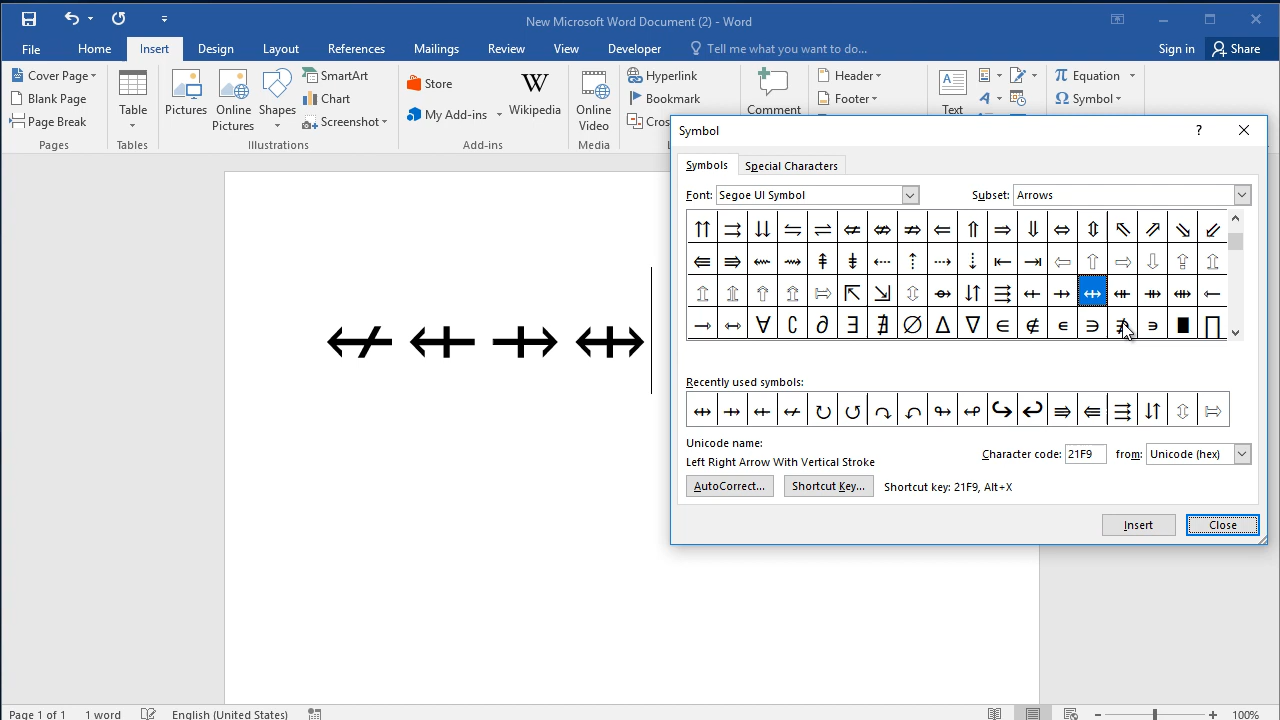 New Microsoft Word Document (2) - Word
File Home Insert Design Layout References Mailings Review View Developer Tell me what you want to do... Sign in Share
Cover Page
Blank Page
Page Break
Pages
Table
Tables
Pictures
Online Pictures
Shapes
SmartArt
Chart
Screenshot
Illustrations
Store
My Add-ins
Wikipedia
Add-ins
Online Video
Media
Hyperlink
Bookmark
Cros
Comment
Header
Footer
Text
π Equation
Ω Symbol
↚ ⇷ ⇸ ⇹
Symbol ?
Symbols Special Characters
Font: Segoe UI Symbol Subset: Arrows
⇈ ⇉ ⇊ ⇋ ⇌ ⇍ ⇎ ⇏ ⇐ ⇑ ⇒ ⇓ ⇔ ⇕ ⇖ ⇗ ⇘ ⇙
⇚ ⇛ ⇜ ⇝ ⇞ ⇟ ⇠ ⇡ ⇢ ⇣ ⇤ ⇥ ⇦ ⇧ ⇨ ⇩ ⇪ ⇫
⇬ ⇭ ⇮ ⇯ ⇰ ⇱ ⇲ ⇳ ⇴ ⇵ ⇶ ⇷ ⇸ ⇹ ⇺ ⇻ ⇼ ⇽
⇾ ⇿ ∀ ∁ ∂ ∃ ∄ ∅ ∆ ∇ ∈ ∉ ∊ ∋ ∌ ∍ ∎ ∏
Recently used symbols:
⇹ ⇸ ⇷ ↚ ↻ ↺ ↷ ↶ ↬ ↫ ↪ ↩ ⇛ ⇚ ⇶ ⇵ ⇳ ⇰
Unicode name:
Left Right Arrow With Vertical Stroke
Character code: 21F9 from: Unicode (hex)
AutoCorrect... Shortcut Key... Shortcut key: 21F9, Alt+X
Insert Close
Page 1 of 1 1 word English (United States) 100%